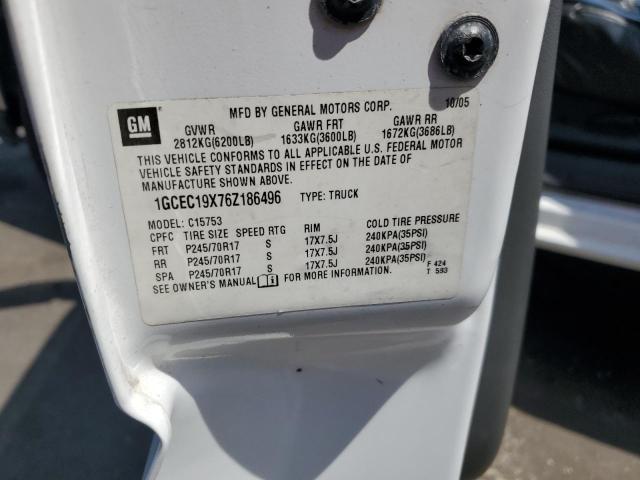 GM
MFD BY GENERAL MOTORS CORP. 10/05
GVWR GAWR FRT GAWR RR
2812KG(6200LB) 1633KG(3600LB) 1672KG(3686LB)
THIS VEHICLE CONFORMS TO ALL APPLICABLE U.S. FEDERAL MOTOR
VEHICLE SAFETY STANDARDS IN EFFECT ON THE DATE OF
MANUFACTURE SHOWN ABOVE.
1GCEC19X76Z186496 TYPE: TRUCK
MODEL: C15753
CPFC TIRE SIZE SPEED RTG RIM COLD TIRE PRESSURE
FRT P245/70R17 S 17X7.5J 240KPA(35PSI)
RR P245/70R17 S 17X7.5J 240KPA(35PSI)
SPA P245/70R17 S 17X7.5J 240KPA(35PSI)
SEE OWNER'S MANUAL FOR MORE INFORMATION.
F 424
T 593